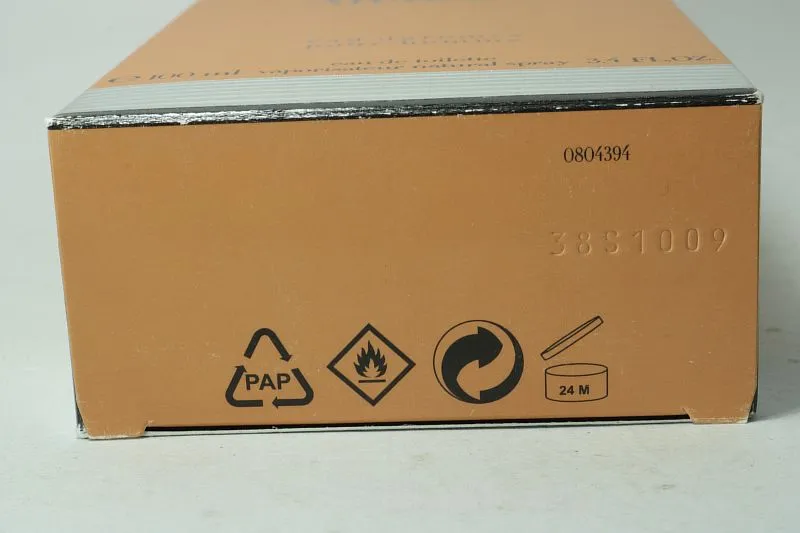 eau de toilette
℮ 100 ml vaporisateur natural spray 3.4 FL.OZ.
0804394
38S1009
PAP
24 M